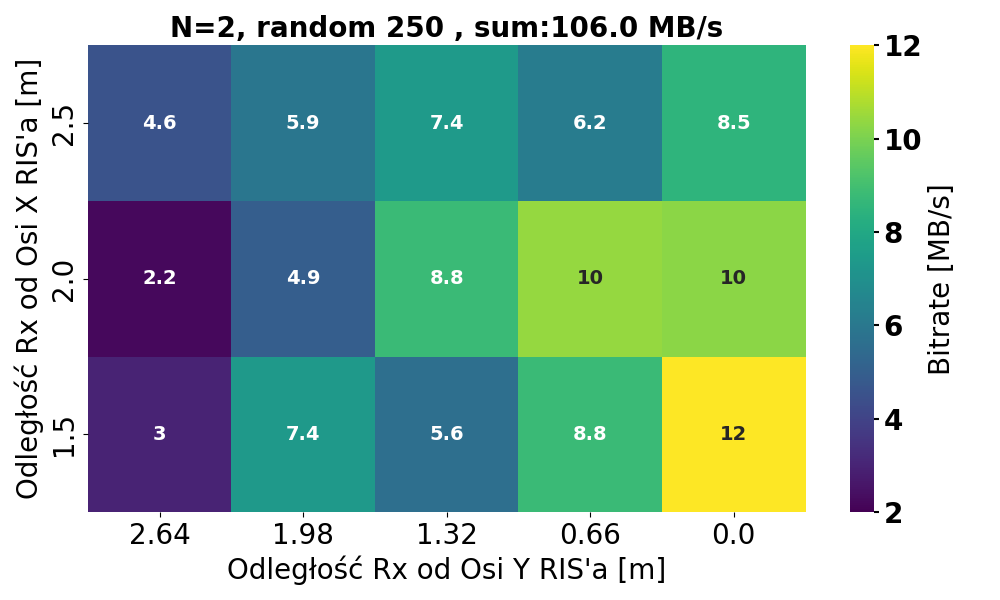 N=2, random 250 , sum:106.0 MB/s
Odległość Rx od Osi X RIS'a [m]
2.5
4.6 5.9 7.4 6.2 8.5
2.0
2.2 4.9 8.8 10 10
1.5
3 7.4 5.6 8.8 12
2.64 1.98 1.32 0.66 0.0
Odległość Rx od Osi Y RIS'a [m]
12
10
8
6
4
2
Bitrate [MB/s]